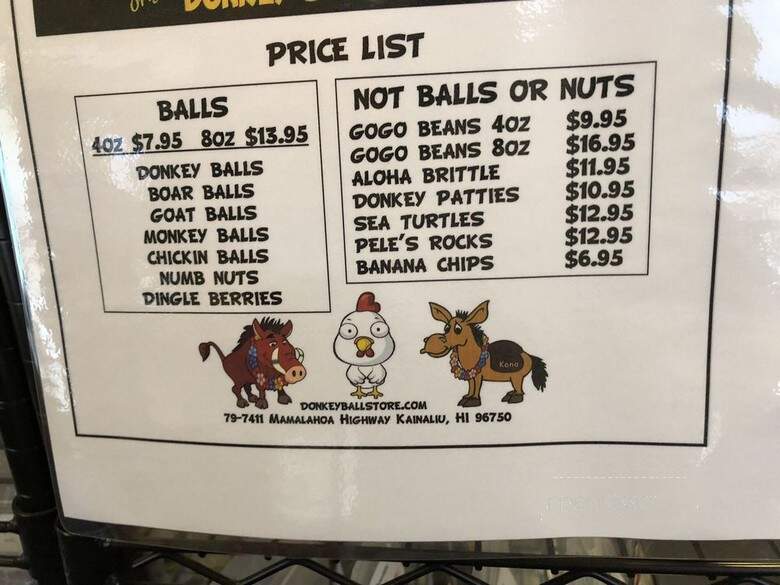 PRICE LIST
BALLS
4OZ $7.95 8OZ $13.95
DONKEY BALLS
BOAR BALLS
GOAT BALLS
MONKEY BALLS
CHICKIN BALLS
NUMB NUTS
DINGLE BERRIES
NOT BALLS OR NUTS
GOGO BEANS 4OZ $9.95
GOGO BEANS 8OZ $16.95
ALOHA BRITTLE $11.95
DONKEY PATTIES $10.95
SEA TURTLES $12.95
PELE'S ROCKS $12.95
BANANA CHIPS $6.95
Kona
DONKEYBALLSTORE.COM
79-7411 MAMALAHOA HIGHWAY KAINALIU, HI 96750